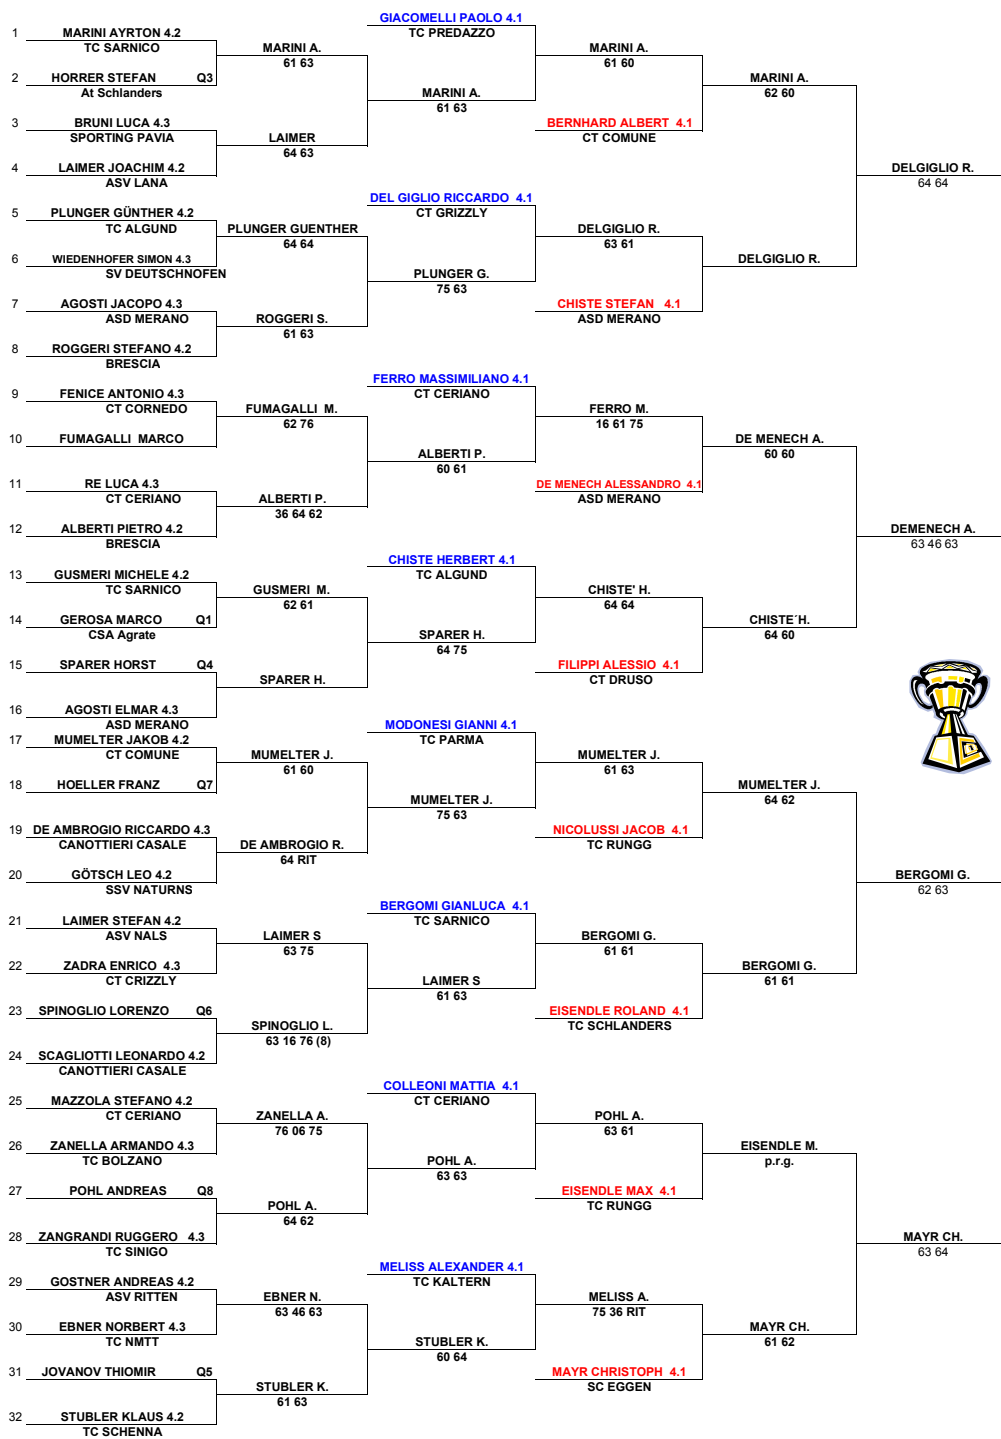 GIACOMELLI PAOLO 4.1
1 MARINI AYRTON 4.2
TC PREDAZZO
TC SARNICO
MARINI A.
MARINI A.
61 63
61 60
2 HORRER STEFAN Q3
MARINI A.
At Schlanders
MARINI A.
62 60
61 63
3 BRUNI LUCA 4.3
BERNHARD ALBERT 4.1
SPORTING PAVIA
LAIMER
CT COMUNE
64 63
4 LAIMER JOACHIM 4.2
DELGIGLIO R.
ASV LANA
64 64
DEL GIGLIO RICCARDO 4.1
5 PLUNGER GÜNTHER 4.2
CT GRIZZLY
TC ALGUND
PLUNGER GUENTHER
DELGIGLIO R.
64 64
63 61
6 WIEDENHOFER SIMON 4.3
DELGIGLIO R.
SV DEUTSCHNOFEN
PLUNGER G.
75 63
7 AGOSTI JACOPO 4.3
CHISTE STEFAN 4.1
ASD MERANO
ROGGERI S.
ASD MERANO
61 63
8 ROGGERI STEFANO 4.2
BRESCIA
FERRO MASSIMILIANO 4.1
9 FENICE ANTONIO 4.3
CT CERIANO
CT CORNEDO
FUMAGALLI M.
FERRO M.
62 76
16 61 75
10 FUMAGALLI MARCO
DE MENECH A.
ALBERTI P.
60 60
60 61
11 RE LUCA 4.3
DE MENECH ALESSANDRO 4.1
CT CERIANO
ALBERTI P.
ASD MERANO
36 64 62
12 ALBERTI PIETRO 4.2
DEMENECH A.
BRESCIA
63 46 63
CHISTE HERBERT 4.1
13 GUSMERI MICHELE 4.2
TC ALGUND
TC SARNICO
GUSMERI M.
CHISTE' H.
62 61
64 64
14 GEROSA MARCO Q1
CHISTE´H.
CSA Agrate
SPARER H.
64 60
64 75
15 SPARER HORST Q4
FILIPPI ALESSIO 4.1
SPARER H.
CT DRUSO
16 AGOSTI ELMAR 4.3
ASD MERANO
MODONESI GIANNI 4.1
17 MUMELTER JAKOB 4.2
TC PARMA
CT COMUNE
MUMELTER J.
MUMELTER J.
61 60
61 63
18 HOELLER FRANZ Q7
MUMELTER J.
MUMELTER J.
64 62
75 63
19 DE AMBROGIO RICCARDO 4.3
NICOLUSSI JACOB 4.1
CANOTTIERI CASALE
DE AMBROGIO R.
TC RUNGG
64 RIT
20 GÖTSCH LEO 4.2
BERGOMI G.
SSV NATURNS
62 63
BERGOMI GIANLUCA 4.1
21 LAIMER STEFAN 4.2
TC SARNICO
ASV NALS
LAIMER S
BERGOMI G.
63 75
61 61
22 ZADRA ENRICO 4.3
BERGOMI G.
CT CRIZZLY
LAIMER S
61 61
61 63
23 SPINOGLIO LORENZO Q6
EISENDLE ROLAND 4.1
SPINOGLIO L.
TC SCHLANDERS
63 16 76 (8)
24 SCAGLIOTTI LEONARDO 4.2
CANOTTIERI CASALE
COLLEONI MATTIA 4.1
25 MAZZOLA STEFANO 4.2
CT CERIANO
CT CERIANO
ZANELLA A.
POHL A.
76 06 75
63 61
26 ZANELLA ARMANDO 4.3
EISENDLE M.
TC BOLZANO
POHL A.
p.r.g.
63 63
27 POHL ANDREAS Q8
EISENDLE MAX 4.1
POHL A.
TC RUNGG
64 62
28 ZANGRANDI RUGGERO 4.3
MAYR CH.
TC SINIGO
63 64
MELISS ALEXANDER 4.1
29 GOSTNER ANDREAS 4.2
TC KALTERN
ASV RITTEN
EBNER N.
MELISS A.
63 46 63
75 36 RIT
30 EBNER NORBERT 4.3
MAYR CH.
TC NMTT
STUBLER K.
61 62
60 64
31 JOVANOV THIOMIR Q5
MAYR CHRISTOPH 4.1
STUBLER K.
SC EGGEN
61 63
32 STUBLER KLAUS 4.2
TC SCHENNA